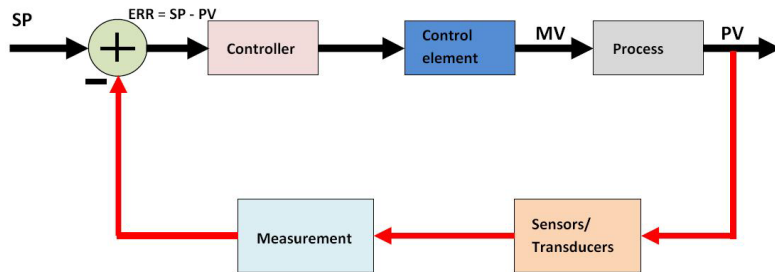 SP
ERR = SP - PV
Controller
Control
element
MV
Process
PV
Measurement
Sensors/
Transducers